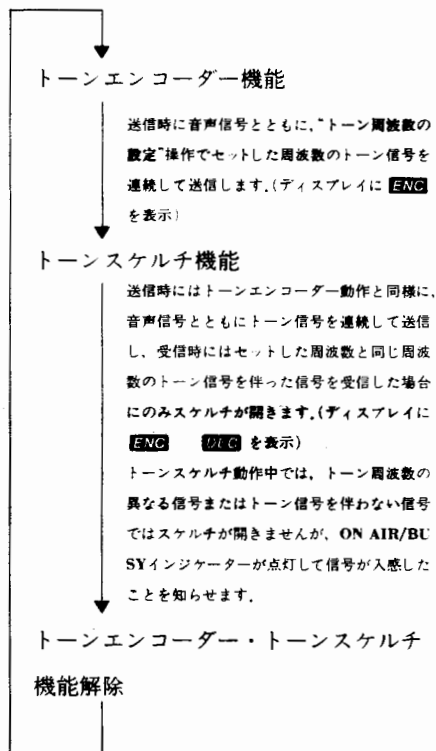 トーンエンコーダー機能
送信時に音声信号とともに,“トーン周波数の
設定”操作でセットした周波数のトーン信号を
連続して送信します.(ディスプレイに ENC
を表示)
トースケルチ機能
送信時にはトーンエンコーダー動作と同様に,
音声信号とともにトーン信号を連続して送信
し、受信時にはセットした周波数と同じ周波
数のトーン信号を伴った信号を受信した場合
にのみスケルチが開きます.(ディスプレイに
ENC DEC を表示)
トーンスケルチ動作中では,トーン周波数の
異なる信号またはトーン信号を伴わない信号
ではスケルチが開きませんが、ON AIR/BU
SYインジケーターが点灯して信号が入感した
ことを知らせます.
トーンエンコーダー・トーンスケルチ
機能解除